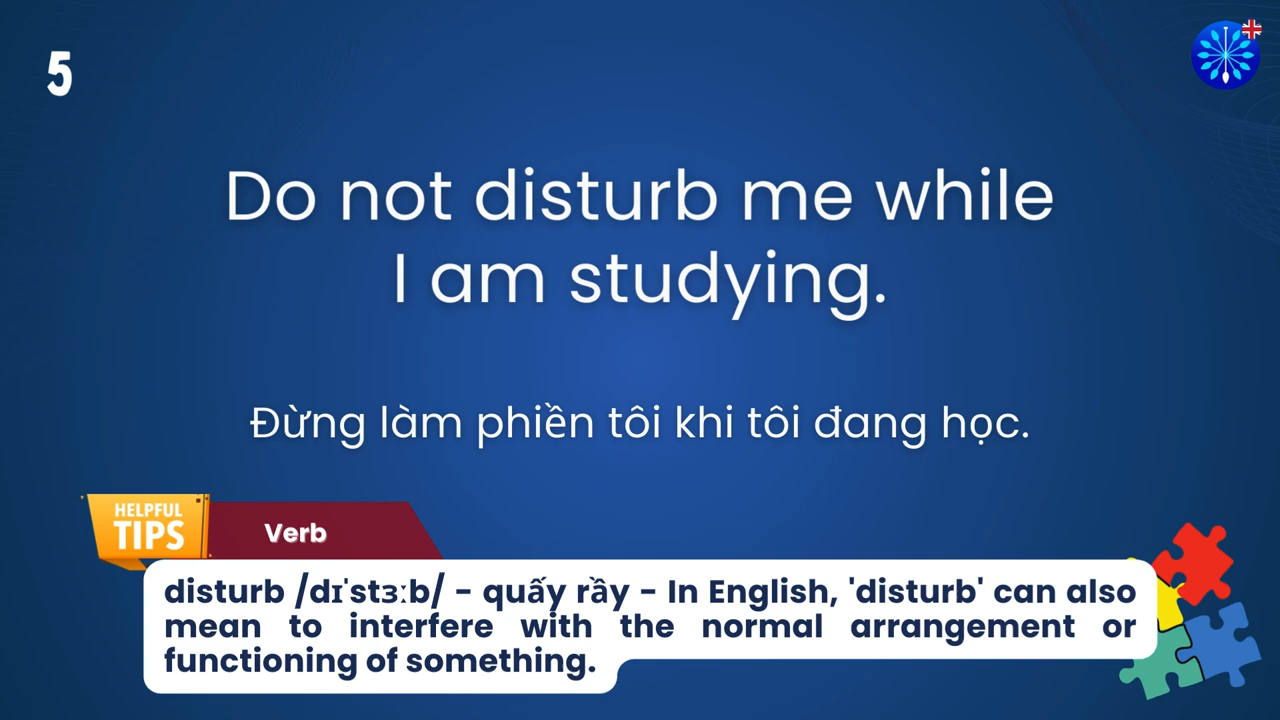 5
Do not disturb me while
I am studying.
Đừng làm phiền tôi khi tôi đang học.
HELPFUL
TIPS
Verb
disturb /dɪˈstɜːb/ - quấy rầy - In English, 'disturb' can also
mean to interfere with the normal arrangement or
functioning of something.